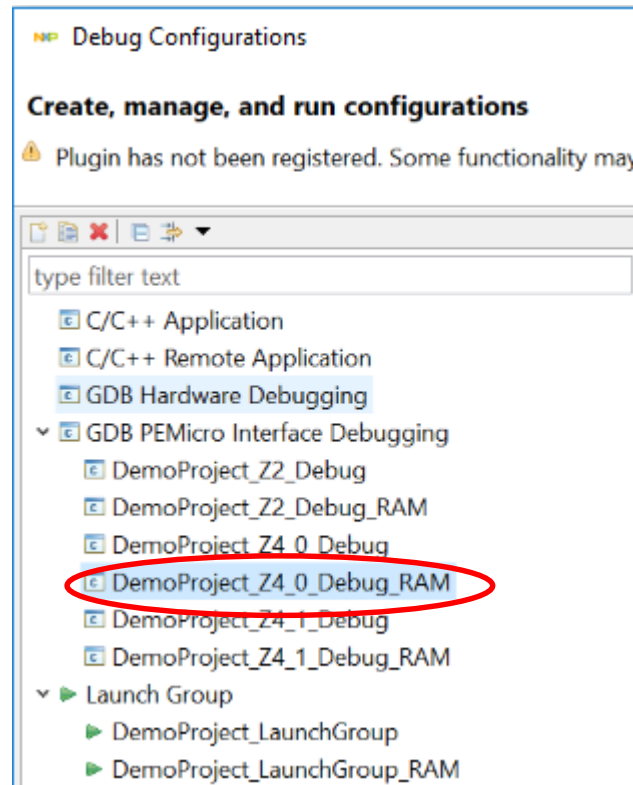 NXP Debug Configurations
Create, manage, and run configurations
Plugin has not been registered. Some functionality may
type filter text
C/C++ Application
C/C++ Remote Application
GDB Hardware Debugging
GDB PEMicro Interface Debugging
DemoProject_Z2_Debug
DemoProject_Z2_Debug_RAM
DemoProject_Z4_0_Debug
DemoProject_Z4_0_Debug_RAM
DemoProject_Z4_1_Debug
DemoProject_Z4_1_Debug_RAM
Launch Group
DemoProject_LaunchGroup
DemoProject_LaunchGroup_RAM